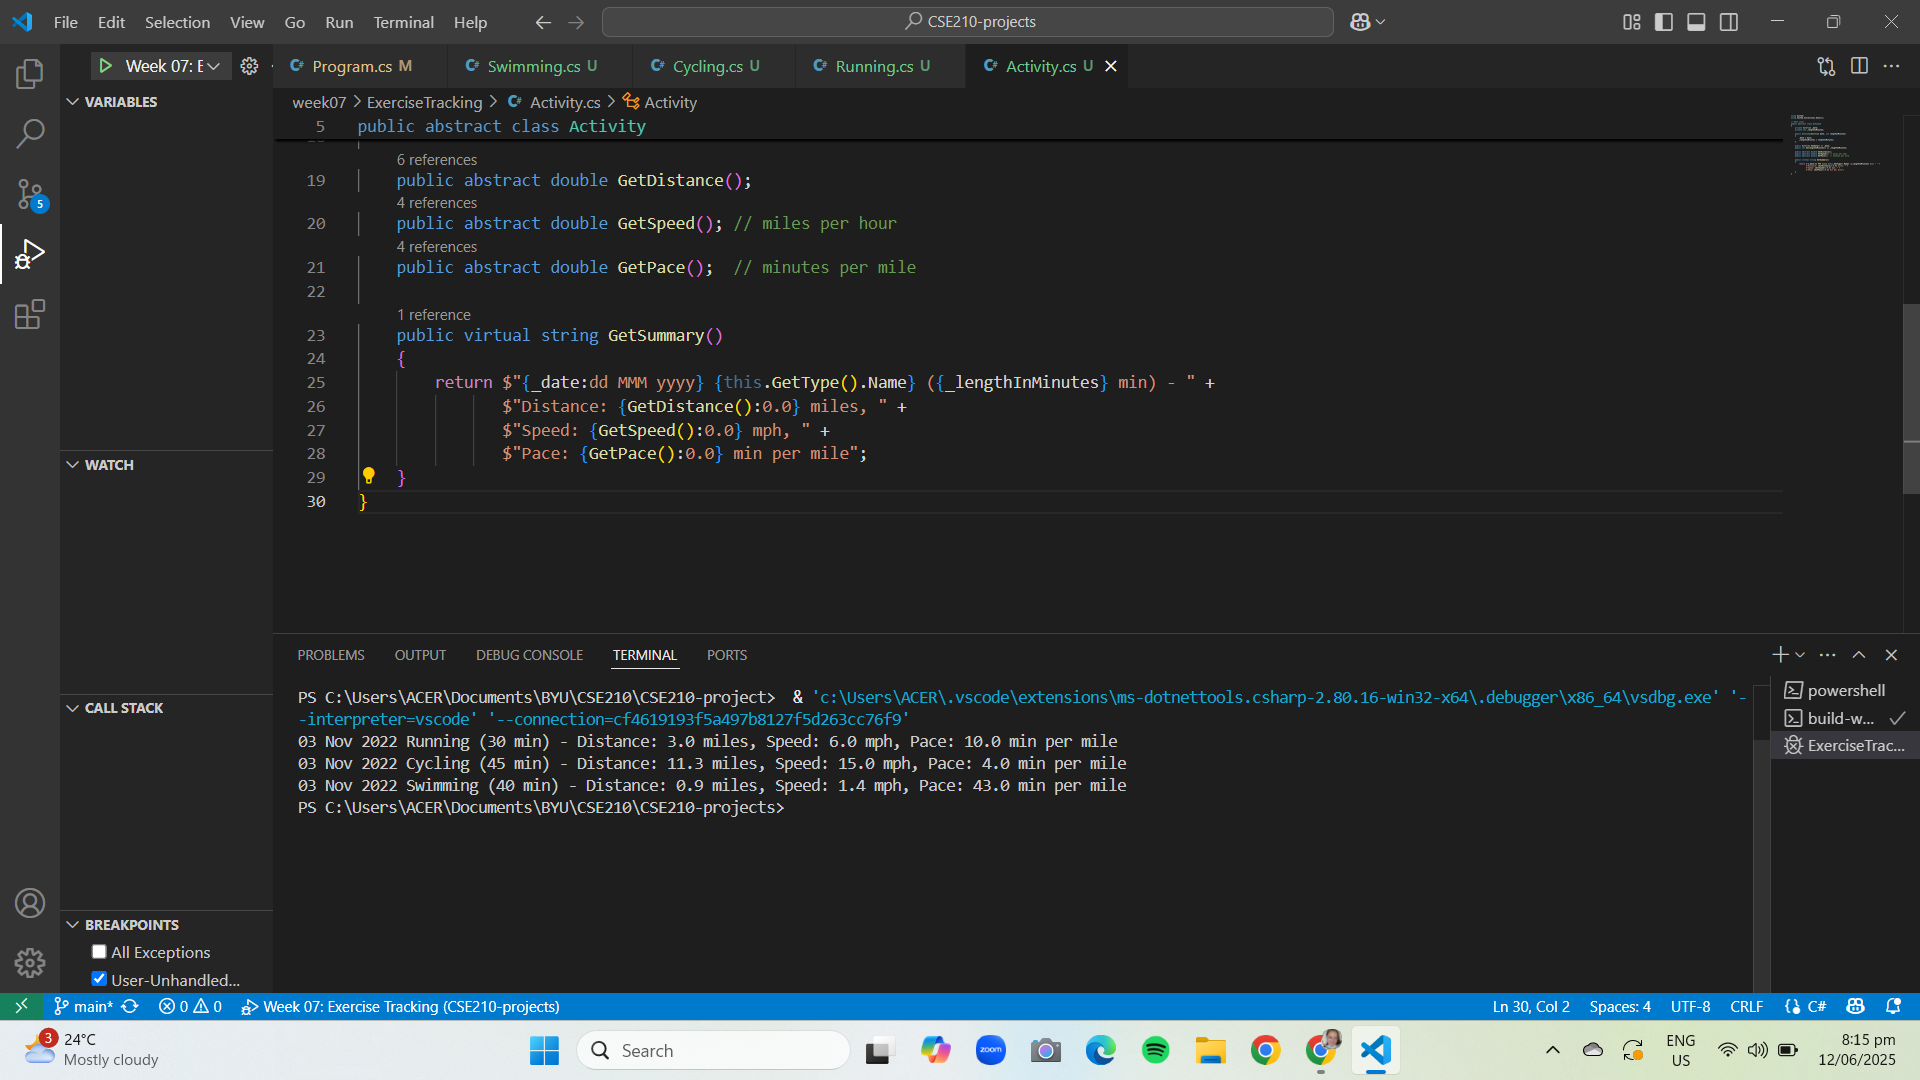 File Edit Selection View Go Run Terminal Help
CSE210-projects
Week 07: E
Program.cs M
Swimming.cs U
Cycling.cs U
Running.cs U
Activity.cs U
VARIABLES
week07 > ExerciseTracking > Activity.cs > Activity
5 public abstract class Activity
6 references
19 public abstract double GetDistance();
4 references
20 public abstract double GetSpeed(); // miles per hour
4 references
21 public abstract double GetPace();  // minutes per mile
22
1 reference
23 public virtual string GetSummary()
24 {
25 return $"{_date:dd MMM yyyy} {this.GetType().Name} ({_lengthInMinutes} min) - " +
26 $"Distance: {GetDistance():0.0} miles, " +
27 $"Speed: {GetSpeed():0.0} mph, " +
28 $"Pace: {GetPace():0.0} min per mile";
29 }
30 }
5
WATCH
CALL STACK
BREAKPOINTS
All Exceptions
User-Unhandled...
PROBLEMS OUTPUT DEBUG CONSOLE TERMINAL PORTS
PS C:\Users\ACER\Documents\BYU\CSE210\CSE210-project>  & 'c:\Users\ACER\.vscode\extensions\ms-dotnettools.csharp-2.80.16-win32-x64\.debugger\x86_64\vsdbg.exe' '-
-interpreter=vscode' '--connection=cf4619193f5a497b8127f5d263cc76f9'
03 Nov 2022 Running (30 min) - Distance: 3.0 miles, Speed: 6.0 mph, Pace: 10.0 min per mile
03 Nov 2022 Cycling (45 min) - Distance: 11.3 miles, Speed: 15.0 mph, Pace: 4.0 min per mile
03 Nov 2022 Swimming (40 min) - Distance: 0.9 miles, Speed: 1.4 mph, Pace: 43.0 min per mile
PS C:\Users\ACER\Documents\BYU\CSE210\CSE210-projects>
powershell
build-w...
ExerciseTrac...
main* 0 0 Week 07: Exercise Tracking (CSE210-projects)
Ln 30, Col 2 Spaces: 4 UTF-8 CRLF C#
3
24°C
Mostly cloudy
Search
zoom
ENG
US
8:15 pm
12/06/2025